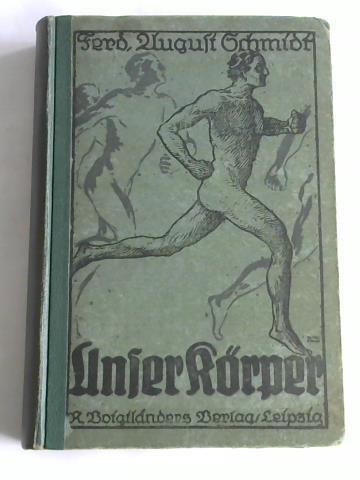 Ferd. August Schmidt
Unser Körper
R. Voigtländers Verlag / Leipzig